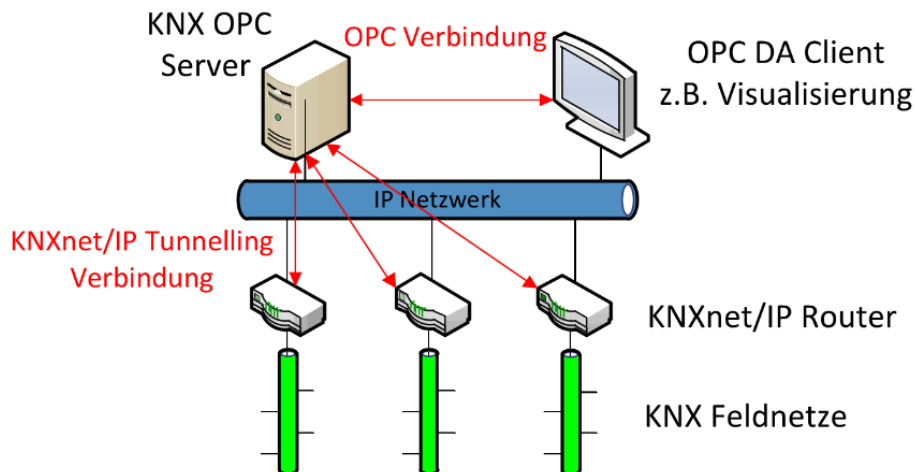 KNX OPC
Server
OPC Verbindung
OPC DA Client
z.B. Visualisierung
IP Netzwerk
KNXnet/IP Tunnelling
Verbindung
KNXnet/IP Router
KNX Feldnetze